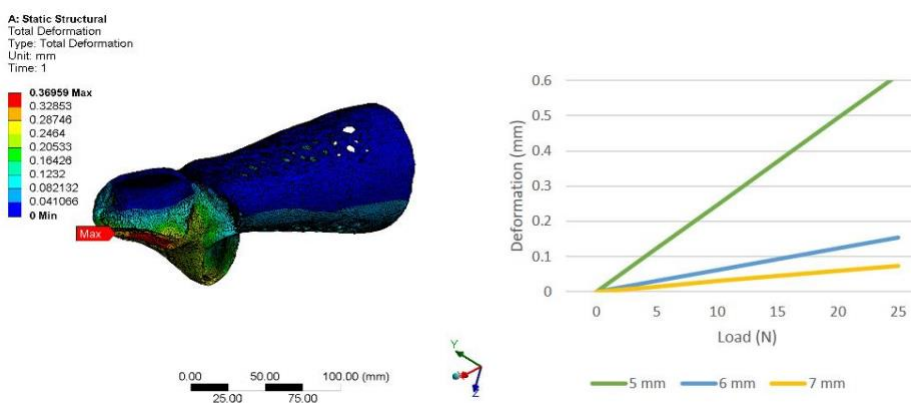 A: Static Structural
Total Deformation
Type: Total Deformation
Unit: mm
Time: 1
0.36959 Max
0.32853
0.28746
0.2464
0.20533
0.16426
0.1232
0.082132
0.041066
0 Min
Max
0.00 50.00 100.00 (mm)
25.00 75.00
Y
Z
Deformation (mm)
0.6
0.5
0.4
0.3
0.2
0.1
0
0 5 10 15 20 25
Load (N)
5 mm 6 mm 7 mm